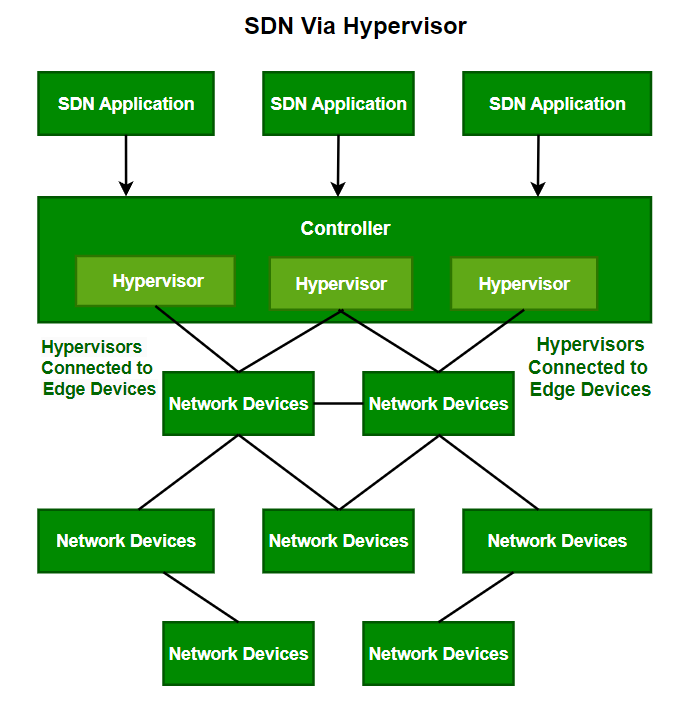 SDN Via Hypervisor
SDN Application
SDN Application
SDN Application
Controller
Hypervisor
Hypervisor
Hypervisor
Hypervisors
Connected to
Edge Devices
Hypervisors
Connected to
Edge Devices
Network Devices
Network Devices
Network Devices
Network Devices
Network Devices
Network Devices
Network Devices